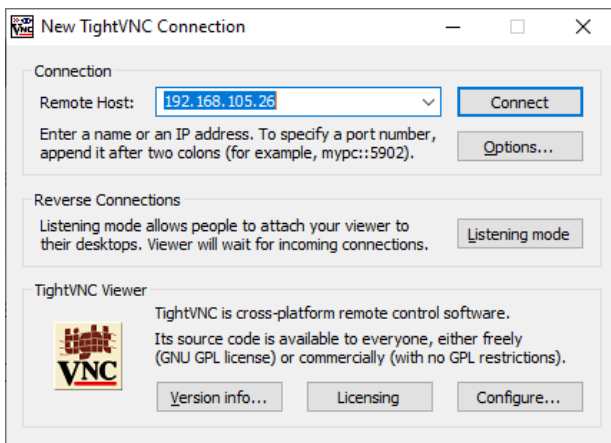 New TightVNC Connection
Connection
Remote Host: 192.168.105.26 Connect
Enter a name or an IP address. To specify a port number,
append it after two colons (for example, mypc::5902).
Options...
Reverse Connections
Listening mode allows people to attach your viewer to
their desktops. Viewer will wait for incoming connections.
Listening mode
TightVNC Viewer
TightVNC is cross-platform remote control software.
Its source code is available to everyone, either freely
(GNU GPL license) or commercially (with no GPL restrictions).
tight
VNC
Version info... Licensing Configure...